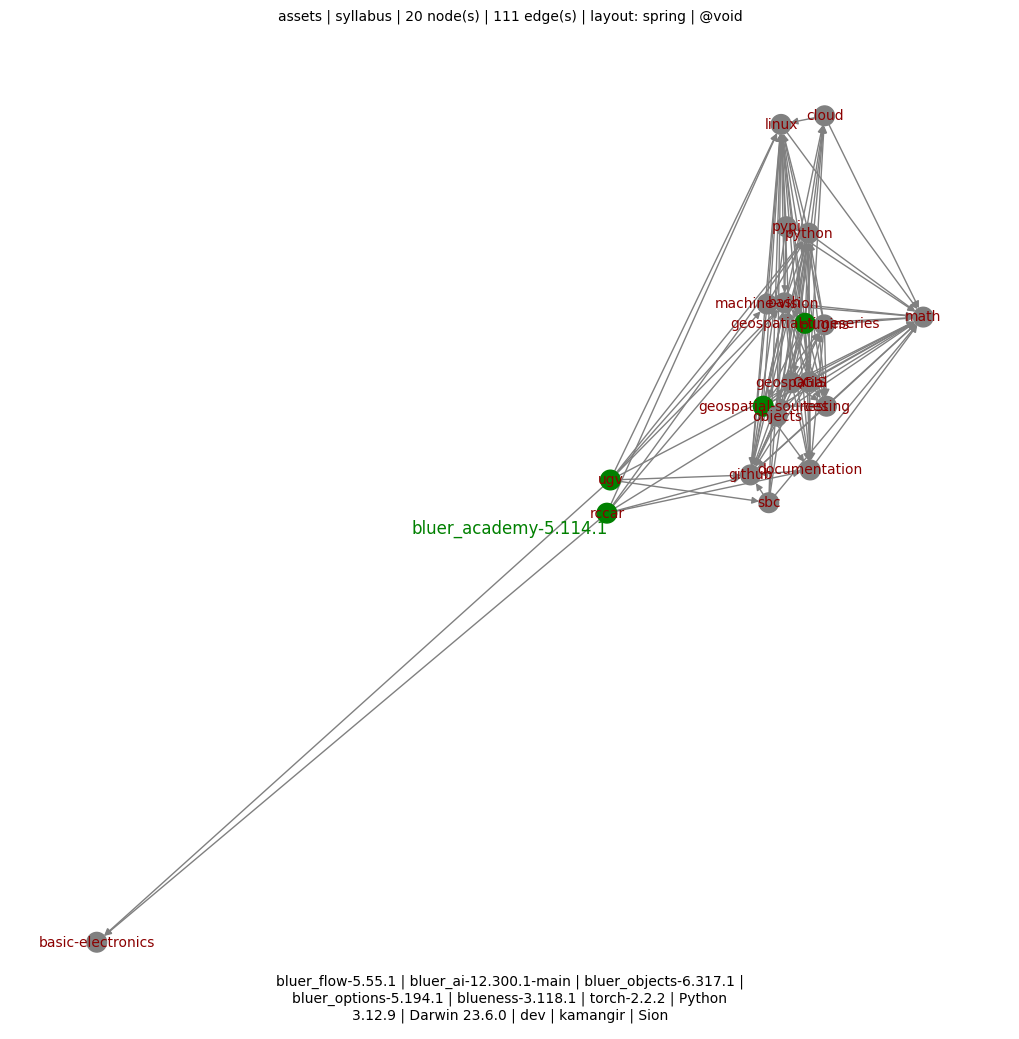 assets | syllabus | 20 node(s) | 111 edge(s) | layout: spring | @void
cloud
linux
pypi
python
machine-vision
bash
math
geospatial-timeseries
plugins
geospatial
QGIS
geospatial-sources
testing
objects
documentation
github
ugv
sbc
rccar
bluer_academy-5.114.1
basic-electronics
bluer_flow-5.55.1 | bluer_ai-12.300.1-main | bluer_objects-6.317.1 |
bluer_options-5.194.1 | blueness-3.118.1 | torch-2.2.2 | Python
3.12.9 | Darwin 23.6.0 | dev | kamangir | Sion